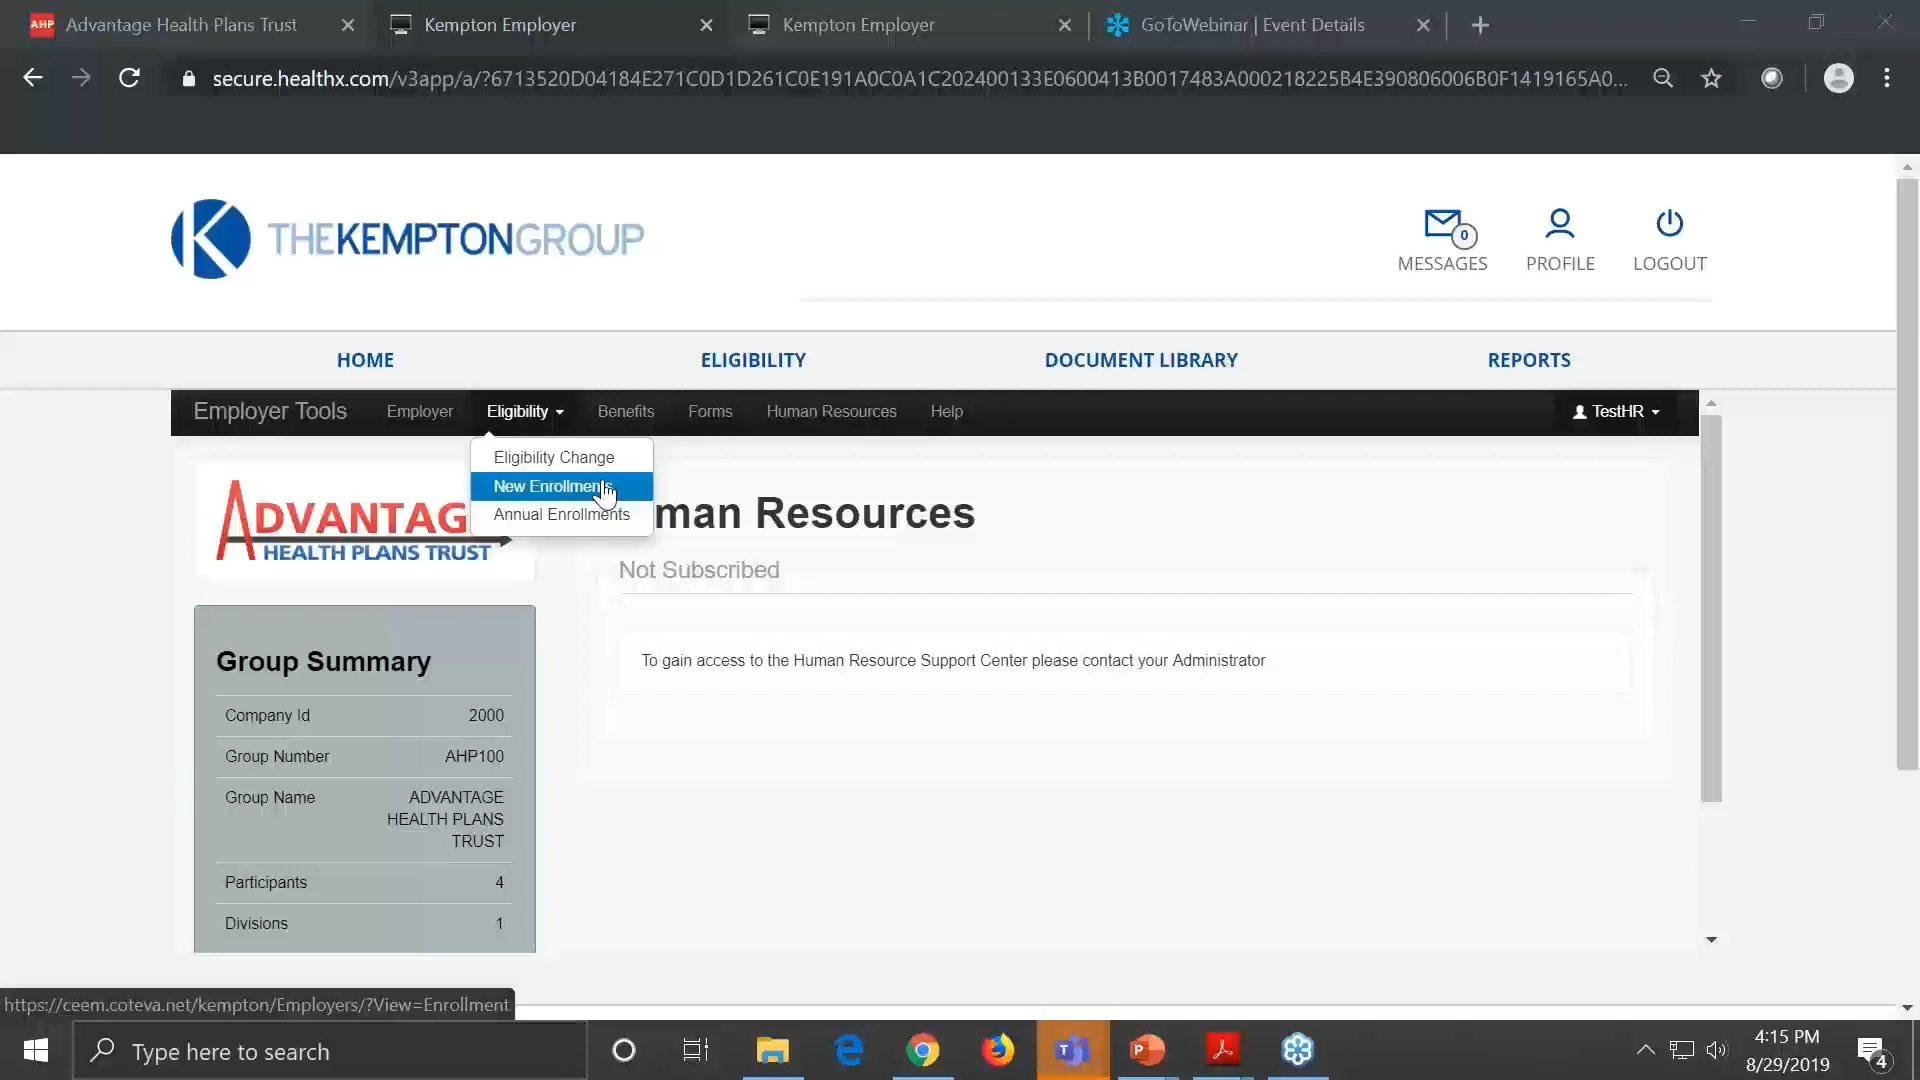 AHP Advantage Health Plans Trust
Kempton Employer
Kempton Employer
GoToWebinar | Event Details
secure.healthx.com/v3app/a/?6713520D04184E271C0D1D261C0E191A0C0A1C202400133E0600413B0017483A000218225B4E390806006B0F1419165A0...
K THEKEMPTONGROUP
0
MESSAGES PROFILE LOGOUT
HOME ELIGIBILITY DOCUMENT LIBRARY REPORTS
Employer Tools Employer Eligibility Benefits Forms Human Resources Help TestHR
Eligibility Change
New Enrollments
Annual Enrollments
ADVANTAG
HEALTH PLANS TRUST
man Resources
Not Subscribed
To gain access to the Human Resource Support Center please contact your Administrator
Group Summary
Company Id 2000
Group Number AHP100
Group Name ADVANTAGE
HEALTH PLANS
TRUST
Participants 4
Divisions 1
https://ceem.coteva.net/kempton/Employers/?View=Enrollment
Type here to search
4:15 PM
8/29/2019
4